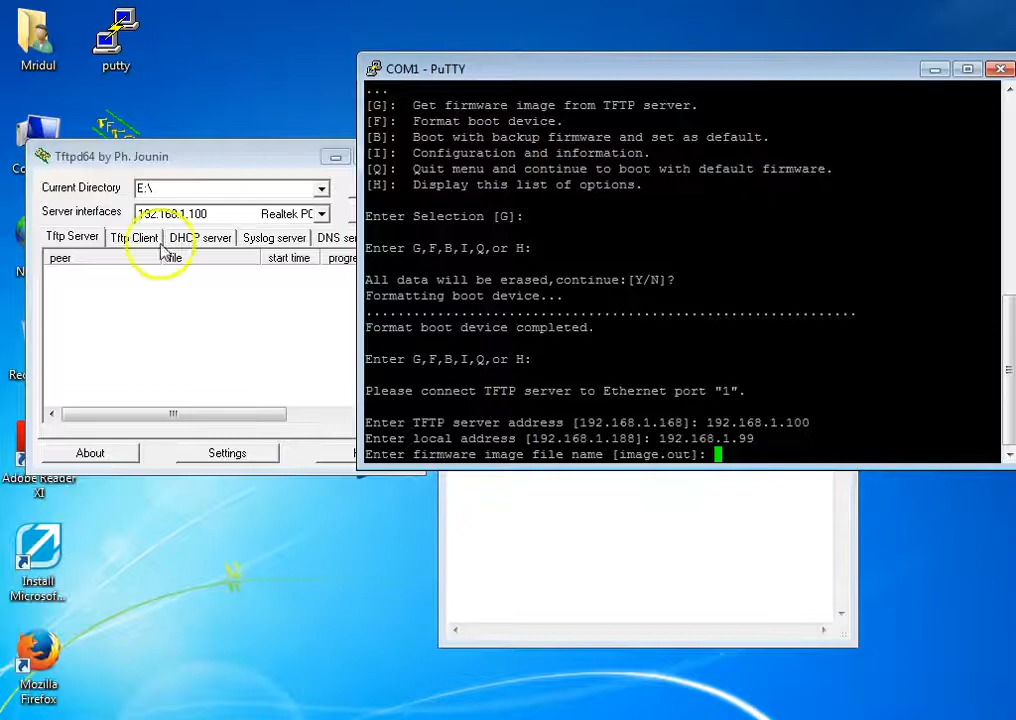 Mridul
putty
Tftpd64 by Ph. Jounin
Current Directory
E:\
Server interfaces
192.168.1.100
Realtek PC
Tftp Server
Tftp Client
DHCP server
Syslog server
DNS se
peer
file
start time
progre
About
Settings
Adobe Reader
XI
Install
Microsof...
Mozilla
Firefox
COM1 - PuTTY
...
[G]: Get firmware image from TFTP server.
[F]: Format boot device.
[B]: Boot with backup firmware and set as default.
[I]: Configuration and information.
[Q]: Quit menu and continue to boot with default firmware.
[H]: Display this list of options.
Enter Selection [G]:
Enter G,F,B,I,Q,or H:
All data will be erased,continue:[Y/N]?
Formatting boot device...
..............................................................
Format boot device completed.
Enter G,F,B,I,Q,or H:
Please connect TFTP server to Ethernet port "1".
Enter TFTP server address [192.168.1.168]: 192.168.1.100
Enter local address [192.168.1.188]: 192.168.1.99
Enter firmware image file name [image.out]: